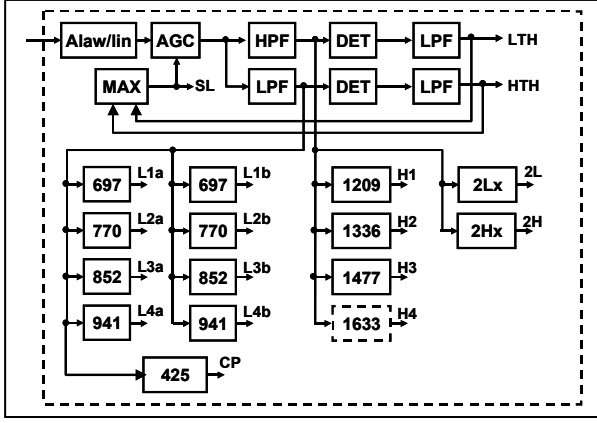 Alaw/lin AGC HPF DET LPF LTH
MAX SL LPF DET LPF HTH
697 L1a 697 L1b 1209 H1 2Lx 2L
770 L2a 770 L2b 1336 H2 2Hx 2H
852 L3a 852 L3b 1477 H3
941 L4a 941 L4b 1633 H4
425 CP